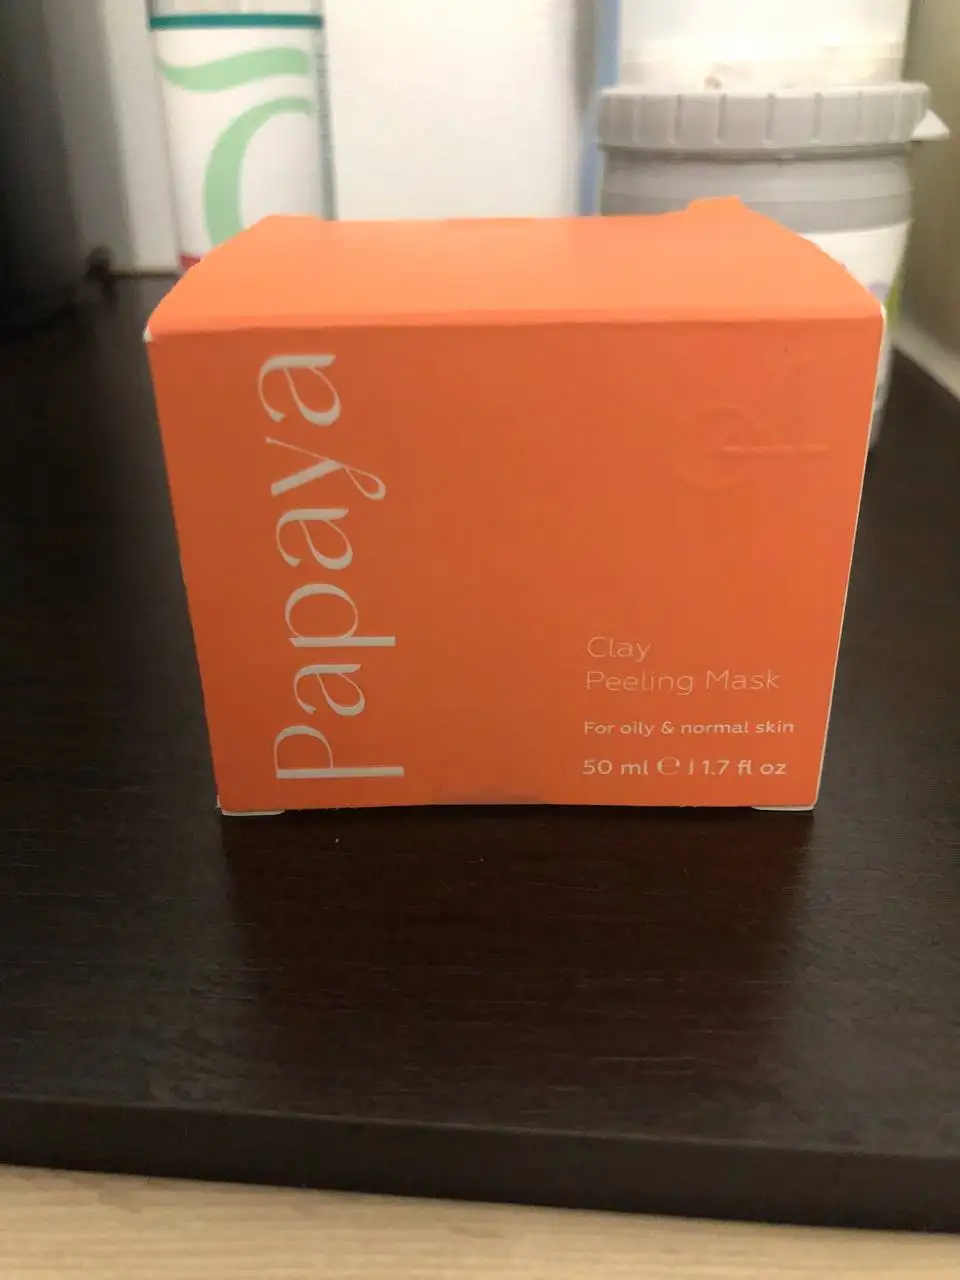 Papaya
Clay
Peeling Mask
For oily & normal skin
50 ml ℮ | 1.7 fl oz